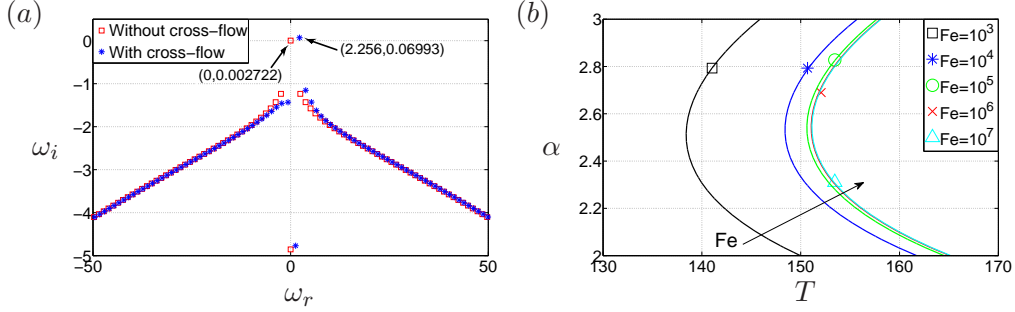 (a)
Without cross-flow
With cross-flow
(2.256,0.06993)
(0,0.002722)
0
−1
−2
−3
−4
−5
ω_i
−50
0
50
ω_r
(b)
3
2.8
2.6
2.4
2.2
2
α
Fe=10³
Fe=10⁴
Fe=10⁵
Fe=10⁶
Fe=10⁷
Fe
130
140
150
160
170
T